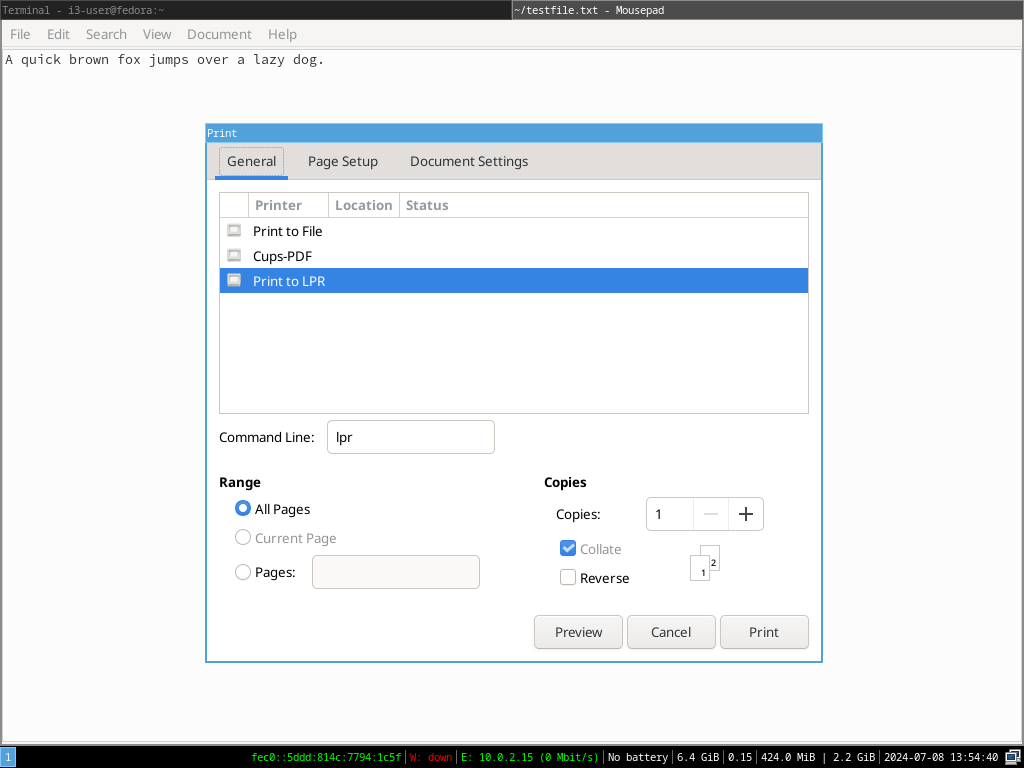 Terminal - i3-user@fedora:~ ~/testfile.txt - Mousepad
File Edit Search View Document Help
A quick brown fox jumps over a lazy dog.
Print
General Page Setup Document Settings
Printer Location Status
Print to File
Cups-PDF
Print to LPR
Command Line: lpr
Range Copies
All Pages Copies: 1
Current Page Collate 1 2
Pages: Reverse
Preview Cancel Print
1 fec0::5ddd:814c:7794:1c5f|W: down|E: 10.0.2.15 (0 Mbit/s)|No battery|6.4 GiB|0.15|424.0 MiB | 2.2 GiB|2024-07-08 13:54:40